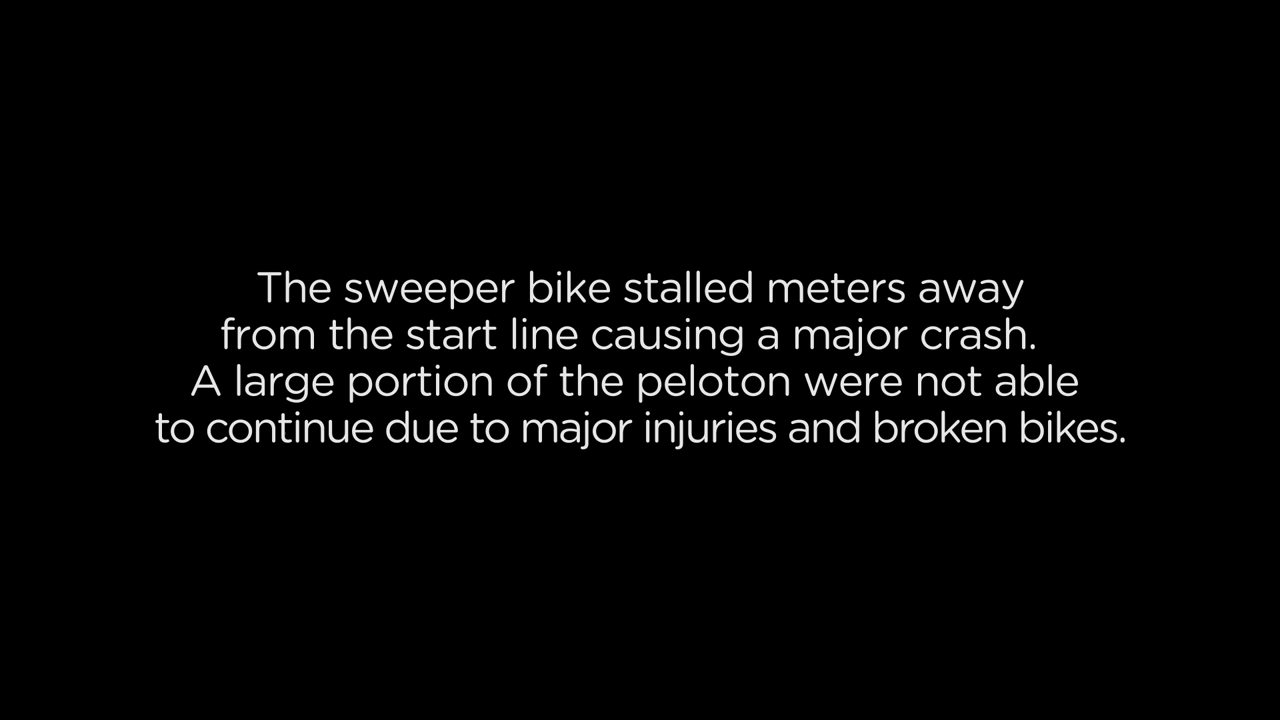 The sweeper bike stalled meters away
from the start line causing a major crash.
A large portion of the peloton were not able
to continue due to major injuries and broken bikes.